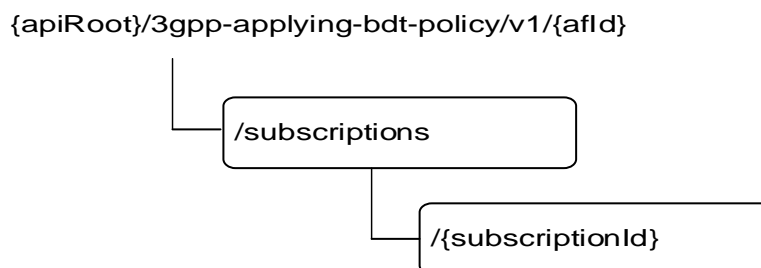 {apiRoot}/3gpp-applying-bdt-policy/v1/{afId}
/subscriptions
/{subscriptionId}